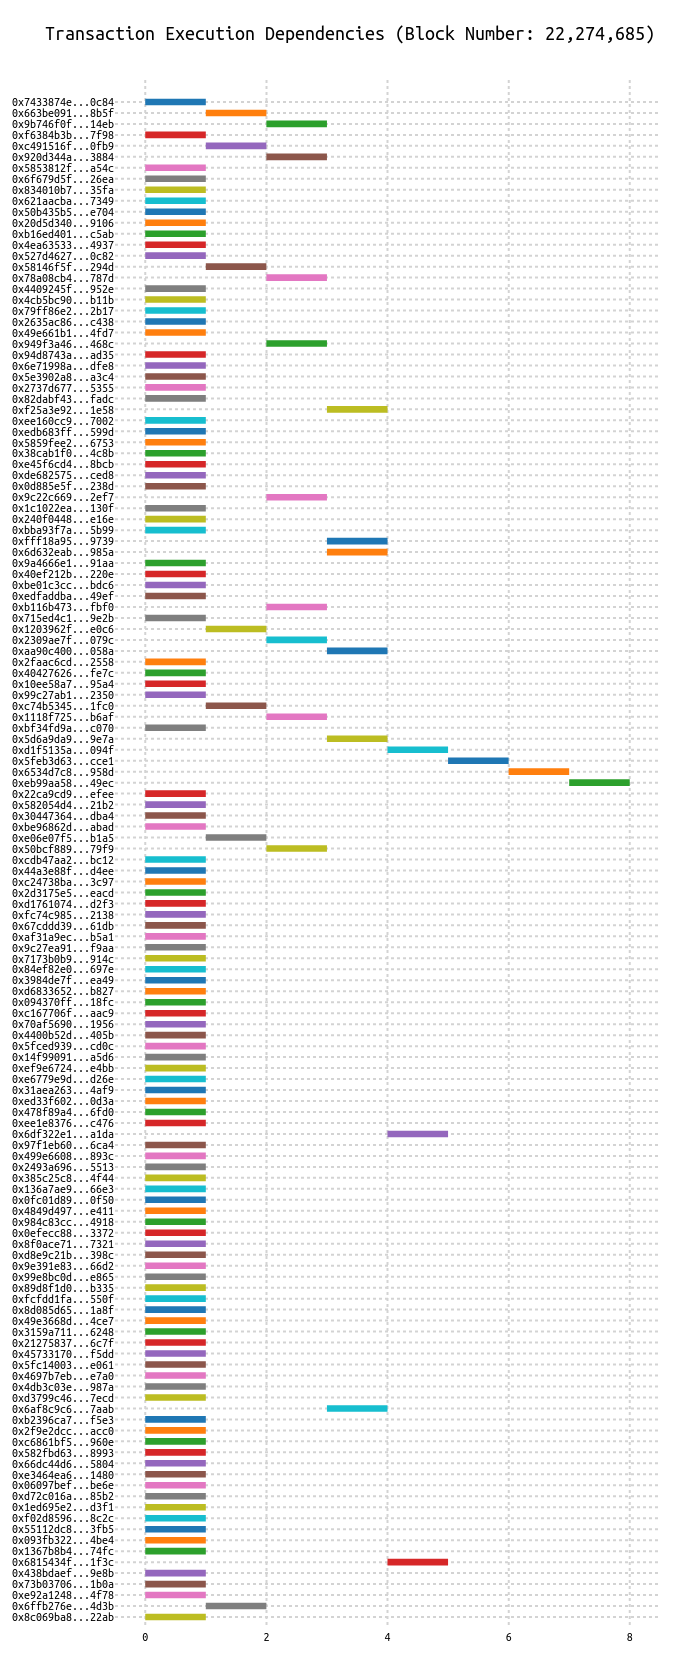 Transaction Execution Dependencies (Block Number: 22,274,685)
0x7433874e...0c84
0x663be091...8b5f
0x9b746f0f...14eb
0xf6384b3b...7f98
0xc491516f...0fb9
0x920d344a...3884
0x5853812f...a54c
0x6f679d5f...26ea
0x834010b7...35fa
0x621aacba...7349
0x50b435b5...e704
0x20d5d340...9106
0xb16ed401...c5ab
0x4ea63533...4937
0x527d4627...0c82
0x58146f5f...294d
0x78a08cb4...787d
0x4409245f...952e
0x4cb5bc90...b11b
0x79ff86e2...2b17
0x2635ac86...c438
0x49e661b1...4fd7
0x949f3a46...468c
0x94d8743a...ad35
0x6e71998a...dfe8
0x5e3902a8...a3c4
0x2737d677...5355
0x82dabf43...fadc
0xf25a3e92...1e58
0xee160cc9...7002
0xedb683ff...599d
0x5859fee2...6753
0x38cab1f0...4c8b
0xe45f6cd4...8bcb
0xde682575...ced8
0x0d885e5f...238d
0x9c22c669...2ef7
0x1c1022ea...130f
0x240f0448...e16e
0xbba93f7a...5b99
0xfff18a95...9739
0x6d632eab...985a
0x9a4666e1...91aa
0x40ef212b...220e
0xbe01c3cc...bdc6
0xedfaddba...49ef
0xb116b473...fbf0
0x715ed4c1...9e2b
0x1203962f...e0c6
0x2309ae7f...079c
0xaa90c400...058a
0x2faac6cd...2558
0x40427626...fe7c
0x10ee58a7...95a4
0x99c27ab1...2350
0xc74b5345...1fc0
0x1118f725...b6af
0xbf34fd9a...c070
0x5d6a9da9...9e7a
0xd1f5135a...094f
0x5feb3d63...cce1
0x6534d7c8...958d
0xeb99aa58...49ec
0x22ca9cd9...efee
0x582054d4...21b2
0x30447364...dba4
0xbe96862d...abad
0xe06e07f5...b1a5
0x50bcf889...79f9
0xcdb47aa2...bc12
0x44a3e88f...d4ee
0xc24738ba...3c97
0x2d3175e5...eacd
0xd1761074...d2f3
0xfc74c985...2138
0x67cddd39...61db
0xaf31a9ec...b5a1
0x9c27ea91...f9aa
0x7173b0b9...914c
0x84ef82e0...697e
0x3984de7f...ea49
0xd6833652...b827
0x094370ff...18fc
0xc167706f...aac9
0x70af5690...1956
0x4400b52d...405b
0x5fced939...cd0c
0x14f99091...a5d6
0xef9e6724...e4bb
0xe6779e9d...d26e
0x31aea263...4af9
0xed33f602...0d3a
0x478f89a4...6fd0
0xee1e8376...c476
0x6df322e1...a1da
0x97f1eb60...6ca4
0x499e6608...893c
0x2493a696...5513
0x385c25c8...4f44
0x136a7ae9...66e3
0x0fc01d89...0f50
0x4849d497...e411
0x984c83cc...4918
0x0efecc88...3372
0x8f0ace71...7321
0xd8e9c21b...398c
0x9e391e83...66d2
0x99e8bc0d...e865
0x89d8f1d0...b335
0xfcfdd1fa...550f
0x8d085d65...1a8f
0x49e3668d...4ce7
0x3159a711...6248
0x21275837...6c7f
0x45733170...f5dd
0x5fc14003...e061
0x4697b7eb...e7a0
0x4db3c03e...987a
0xd3799c46...7ecd
0x6af8c9c6...7aab
0xb2396ca7...f5e3
0x2f9e2dcc...acc0
0xc6861bf5...960e
0x582fbd63...8993
0x66dc44d6...5804
0xe3464ea6...1480
0x06097bef...be6e
0xd72c016a...85b2
0x1ed695e2...d3f1
0xf02d8596...8c2c
0x55112dc8...3fb5
0x093fb322...4be4
0x1367b8b4...74fc
0x6815434f...1f3c
0x438bdaef...9e8b
0x73b03706...1b0a
0xe92a1248...4f78
0x6ffb276e...4d3b
0x8c069ba8...22ab
0 2 4 6 8